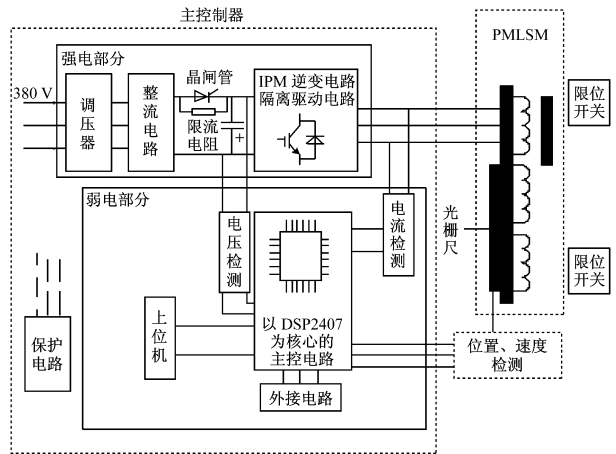 主控制器
PMLSM
强电部分
380 V
调压器
整流电路
晶闸管
限流
电阻
+
IPM 逆变电路
隔离驱动电路
限位
开关
弱电部分
电压检测
电流检测
光栅尺
限位
开关
保护
电路
上位机
以 DSP2407
为核心的
主控电路
外接电路
位置、速度
检测